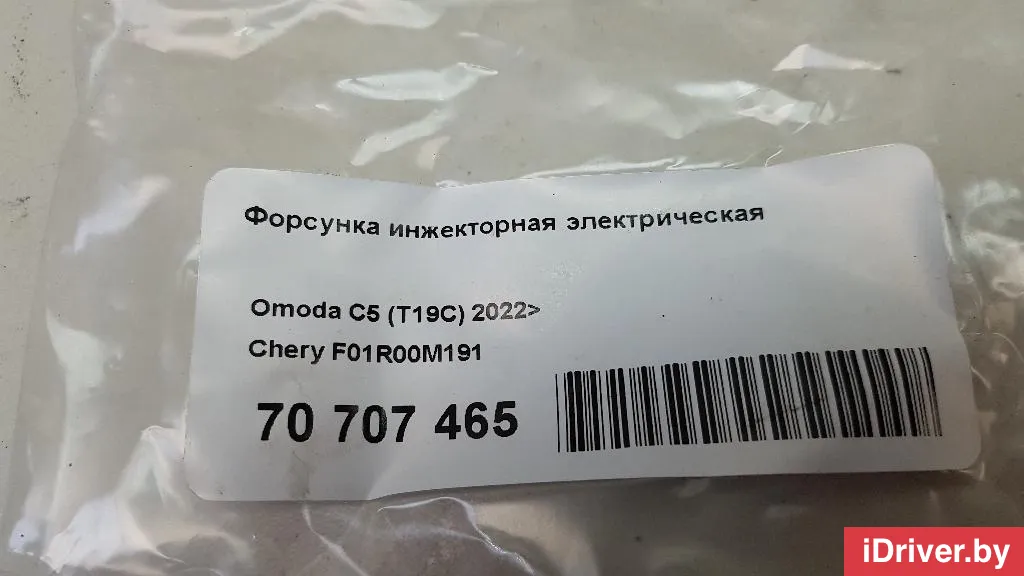 Форсунка инжекторная электрическая
Omoda C5 (T19C) 2022>
Chery F01R00M191
70 707 465
iDriver.by